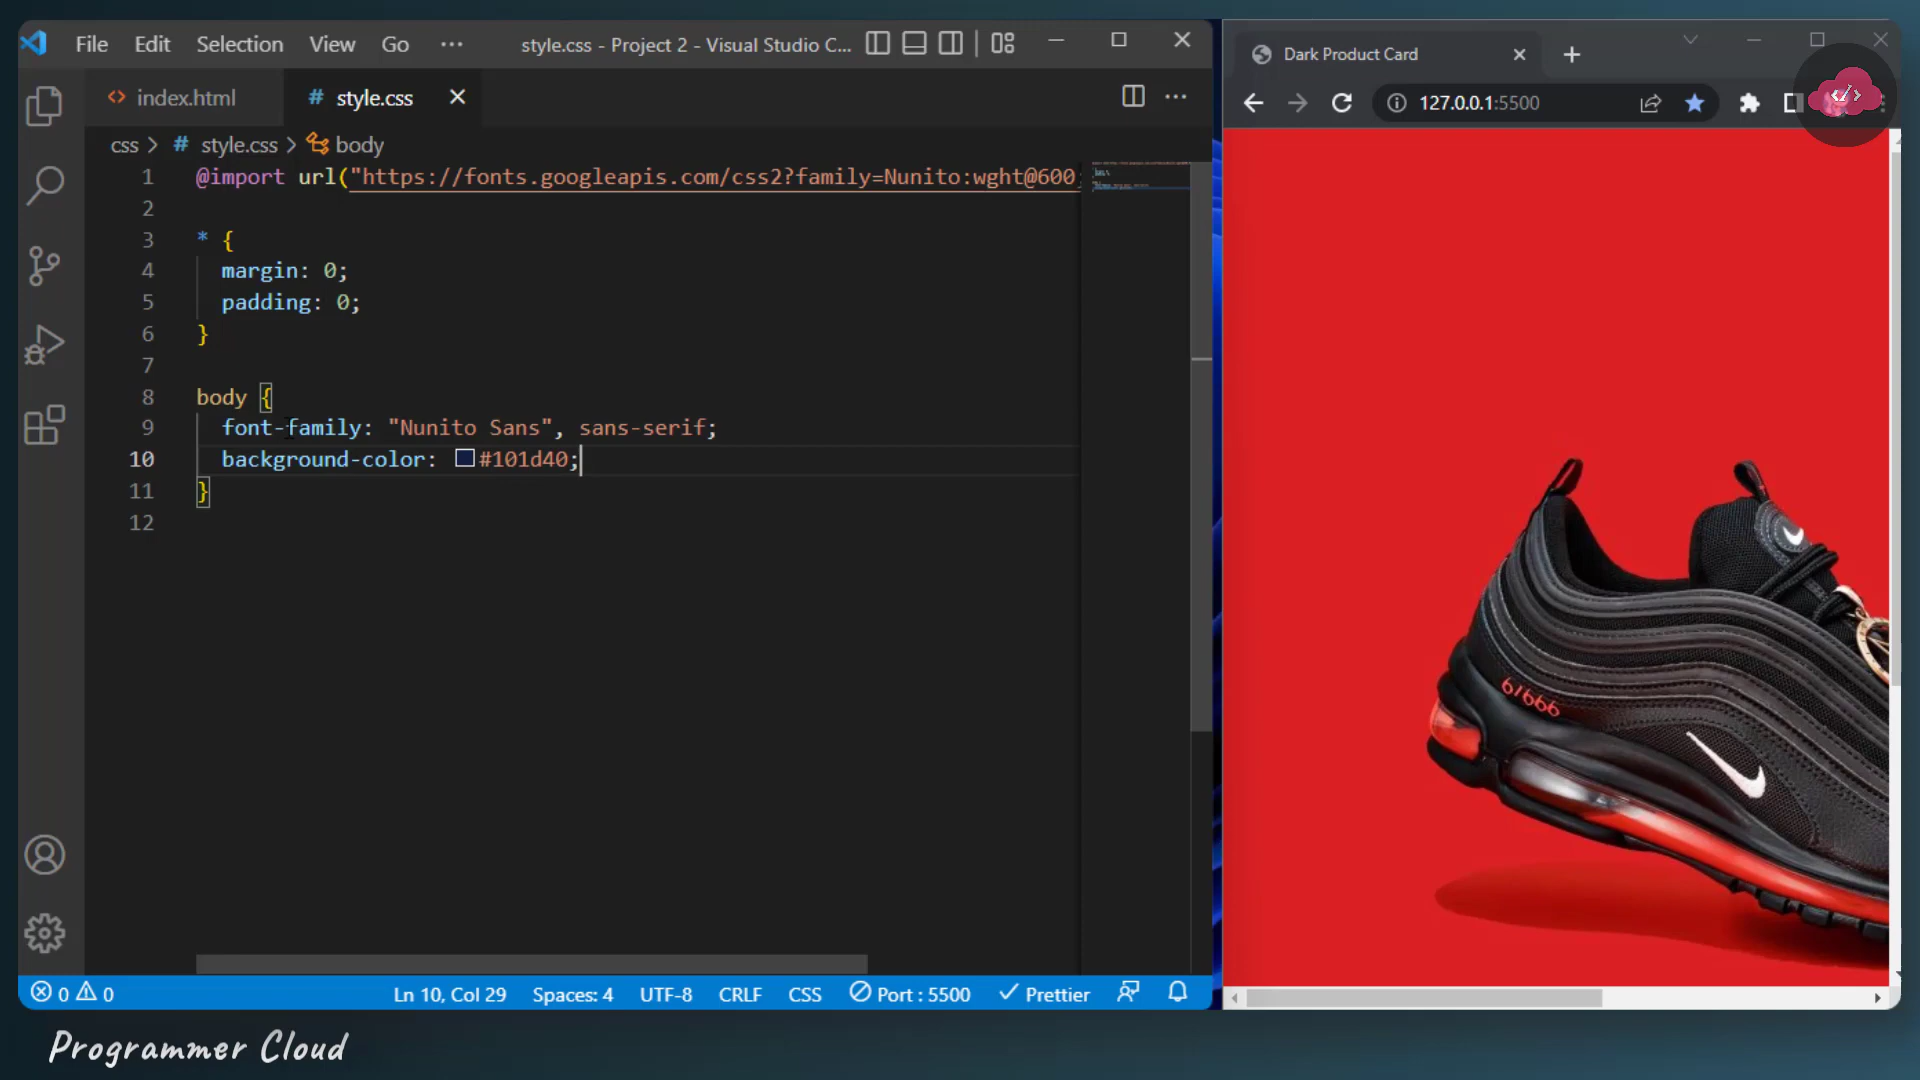 File Edit Selection View Go ··· style.css - Project 2 - Visual Studio C...
index.html style.css
css > # style.css > body
1 @import url("https://fonts.googleapis.com/css2?family=Nunito:wght@600;
2
3 * {
4 margin: 0;
5 padding: 0;
6 }
7
8 body {
9 font-family: "Nunito Sans", sans-serif;
10 background-color: #101d40;
11 }
12
0 0 Ln 10, Col 29 Spaces: 4 UTF-8 CRLF CSS Port : 5500 Prettier
Dark Product Card
127.0.0.1:5500
</>
Programmer Cloud